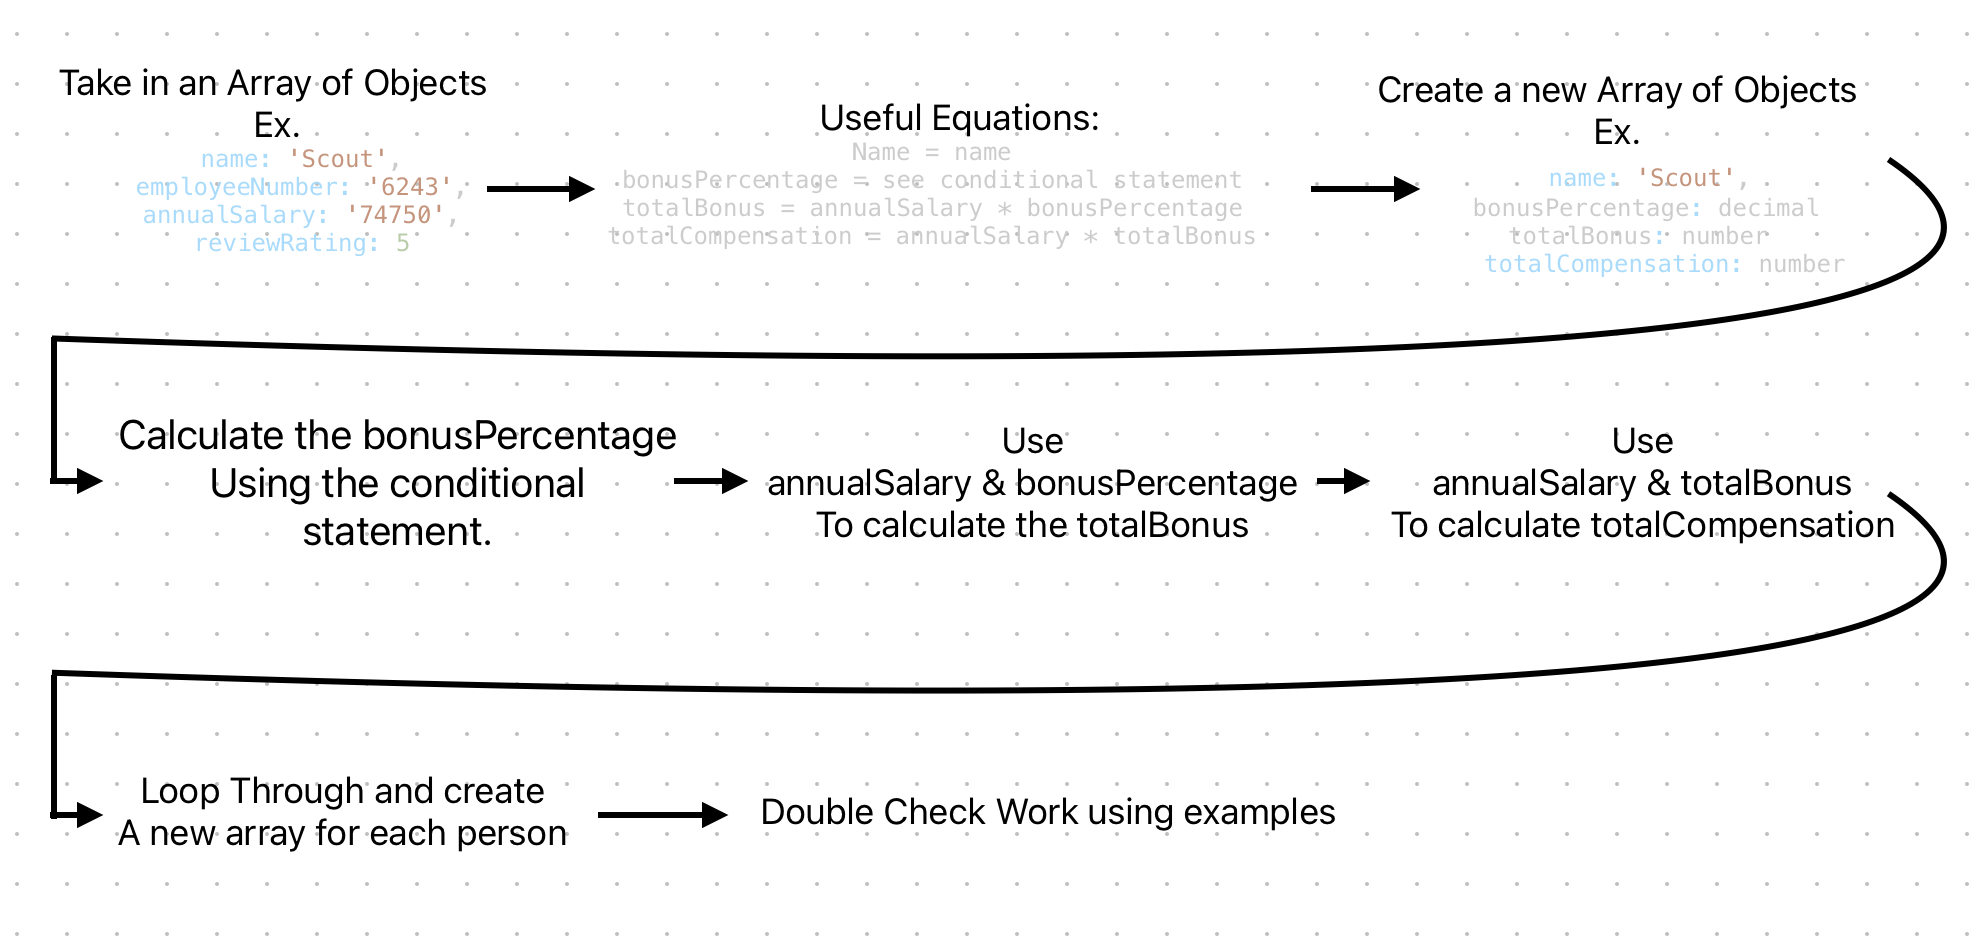 Take in an Array of Objects
Ex.
name: 'Scout',
employeeNumber: '6243',
annualSalary: '74750',
reviewRating: 5
Useful Equations:
Name = name
bonusPercentage = see conditional statement
totalBonus = annualSalary * bonusPercentage
totalCompensation = annualSalary * totalBonus
Create a new Array of Objects
Ex.
name: 'Scout',
bonusPercentage: decimal
totalBonus: number
totalCompensation: number
Calculate the bonusPercentage
Using the conditional
statement.
Use
annualSalary & bonusPercentage
To calculate the totalBonus
Use
annualSalary & totalBonus
To calculate totalCompensation
Loop Through and create
A new array for each person
Double Check Work using examples